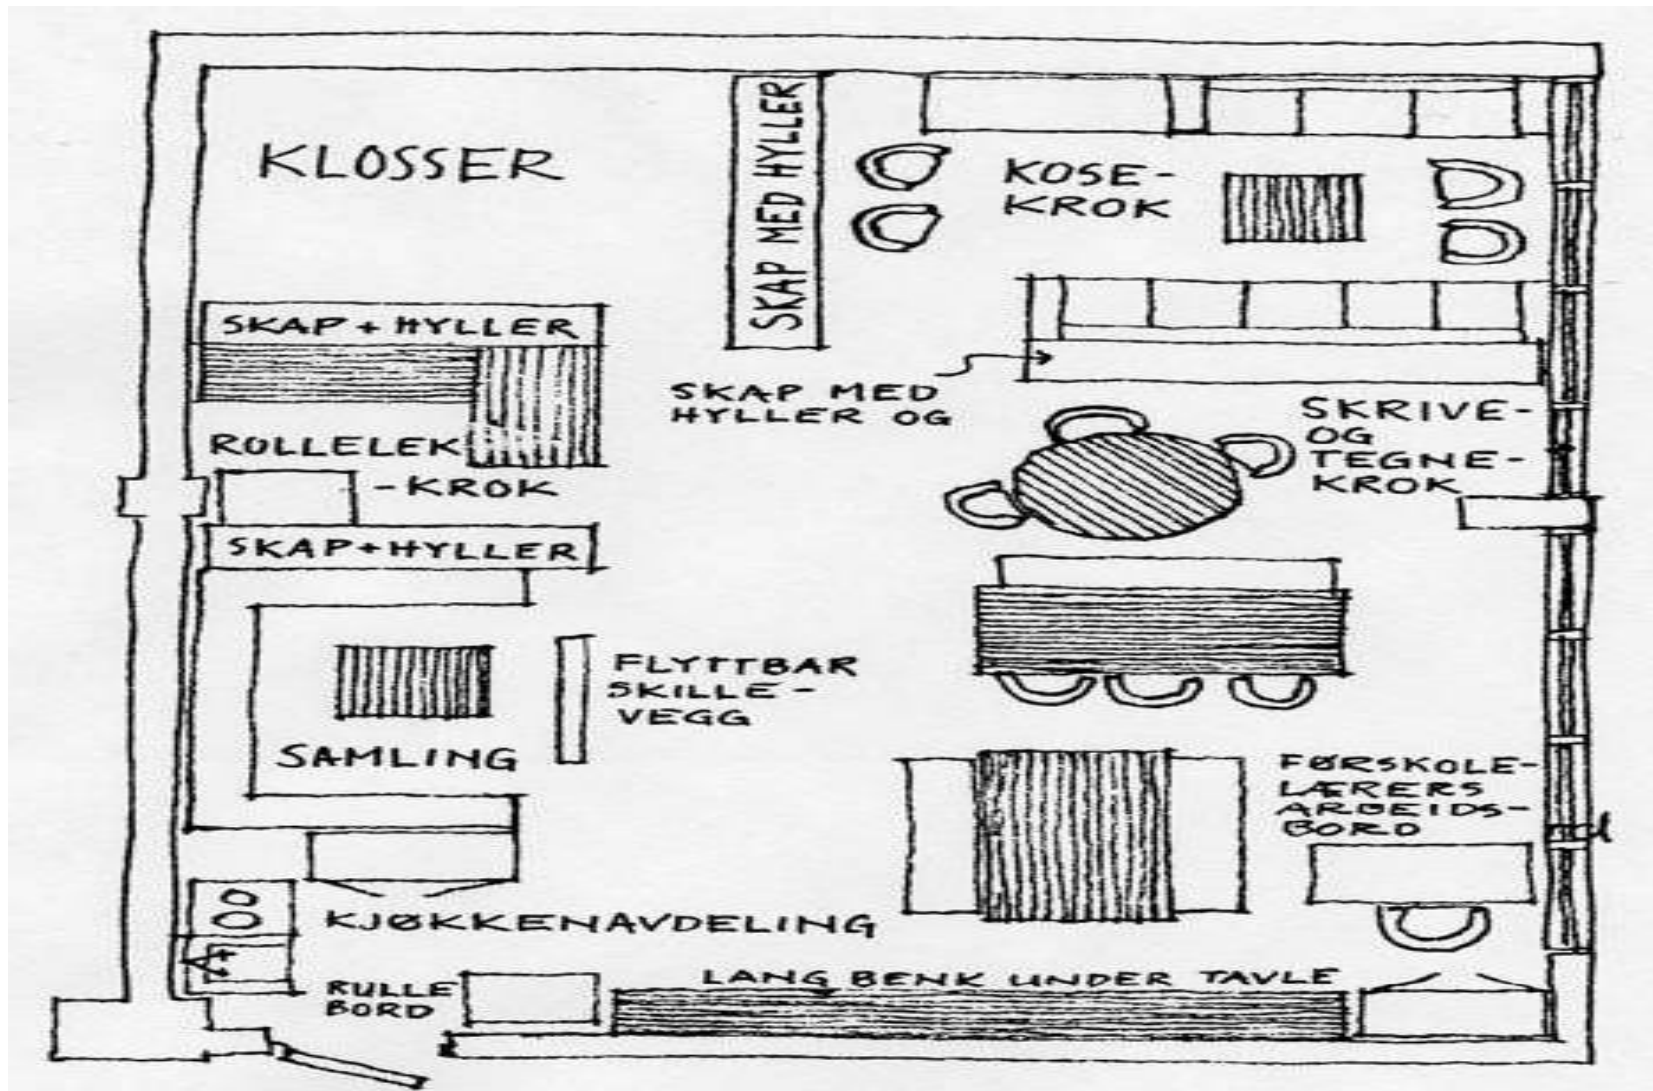 KLOSSER
SKAP MED HYLLER
KOSE-
KROK
SKAP + HYLLER
ROLLELEK
-KROK
SKAP+HYLLER
SKAP MED
HYLLER OG
SKRIVE-
OG
TEGNE-
KROK
FLYTTBAR
SKILLE-
VEGG
SAMLING
FØRSKOLE-
LÆRERS
ARBEIDS-
BORD
KJØKKENAVDELING
RULLE
BORD
LANG BENK UNDER TAVLE